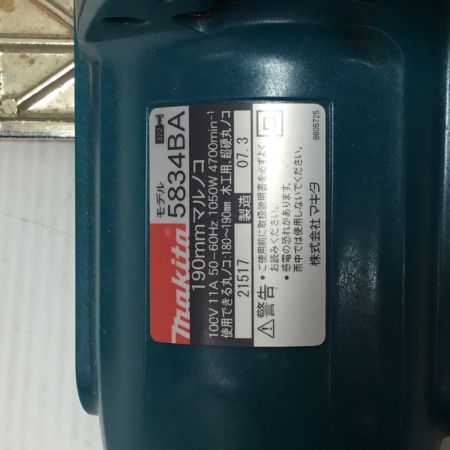 makita
モデル 5834BA
190mmマルノコ
100V 11A 50-60Hz 1050W 4700min⁻¹
使用できる丸ノコ:180〜190mm 木工用、超硬丸ノコ
21517 製造 07.3
⚠警告
・ご使用前に取扱説明書を必ずよくお読みください。
・感電の恐れがあります。
雨中では使用しないでください。
株式会社 マキタ
8605725